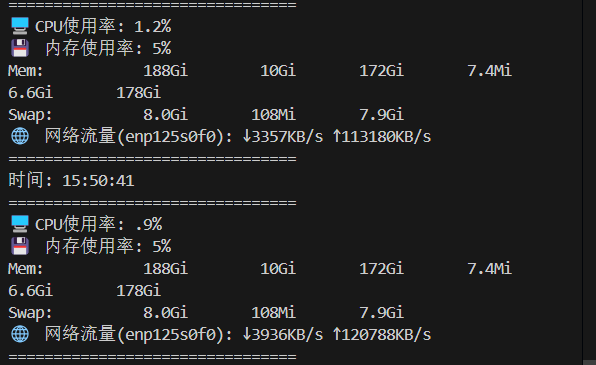 ================================
CPU使用率: 1.2%
内存使用率: 5%
Mem: 188Gi 10Gi 172Gi 7.4Mi
6.6Gi 178Gi
Swap: 8.0Gi 108Mi 7.9Gi
网络流量(enp125s0f0): ↓3357KB/s ↑113180KB/s
================================
时间: 15:50:41
================================
CPU使用率: .9%
内存使用率: 5%
Mem: 188Gi 10Gi 172Gi 7.4Mi
6.6Gi 178Gi
Swap: 8.0Gi 108Mi 7.9Gi
网络流量(enp125s0f0): ↓3936KB/s ↑120788KB/s
================================